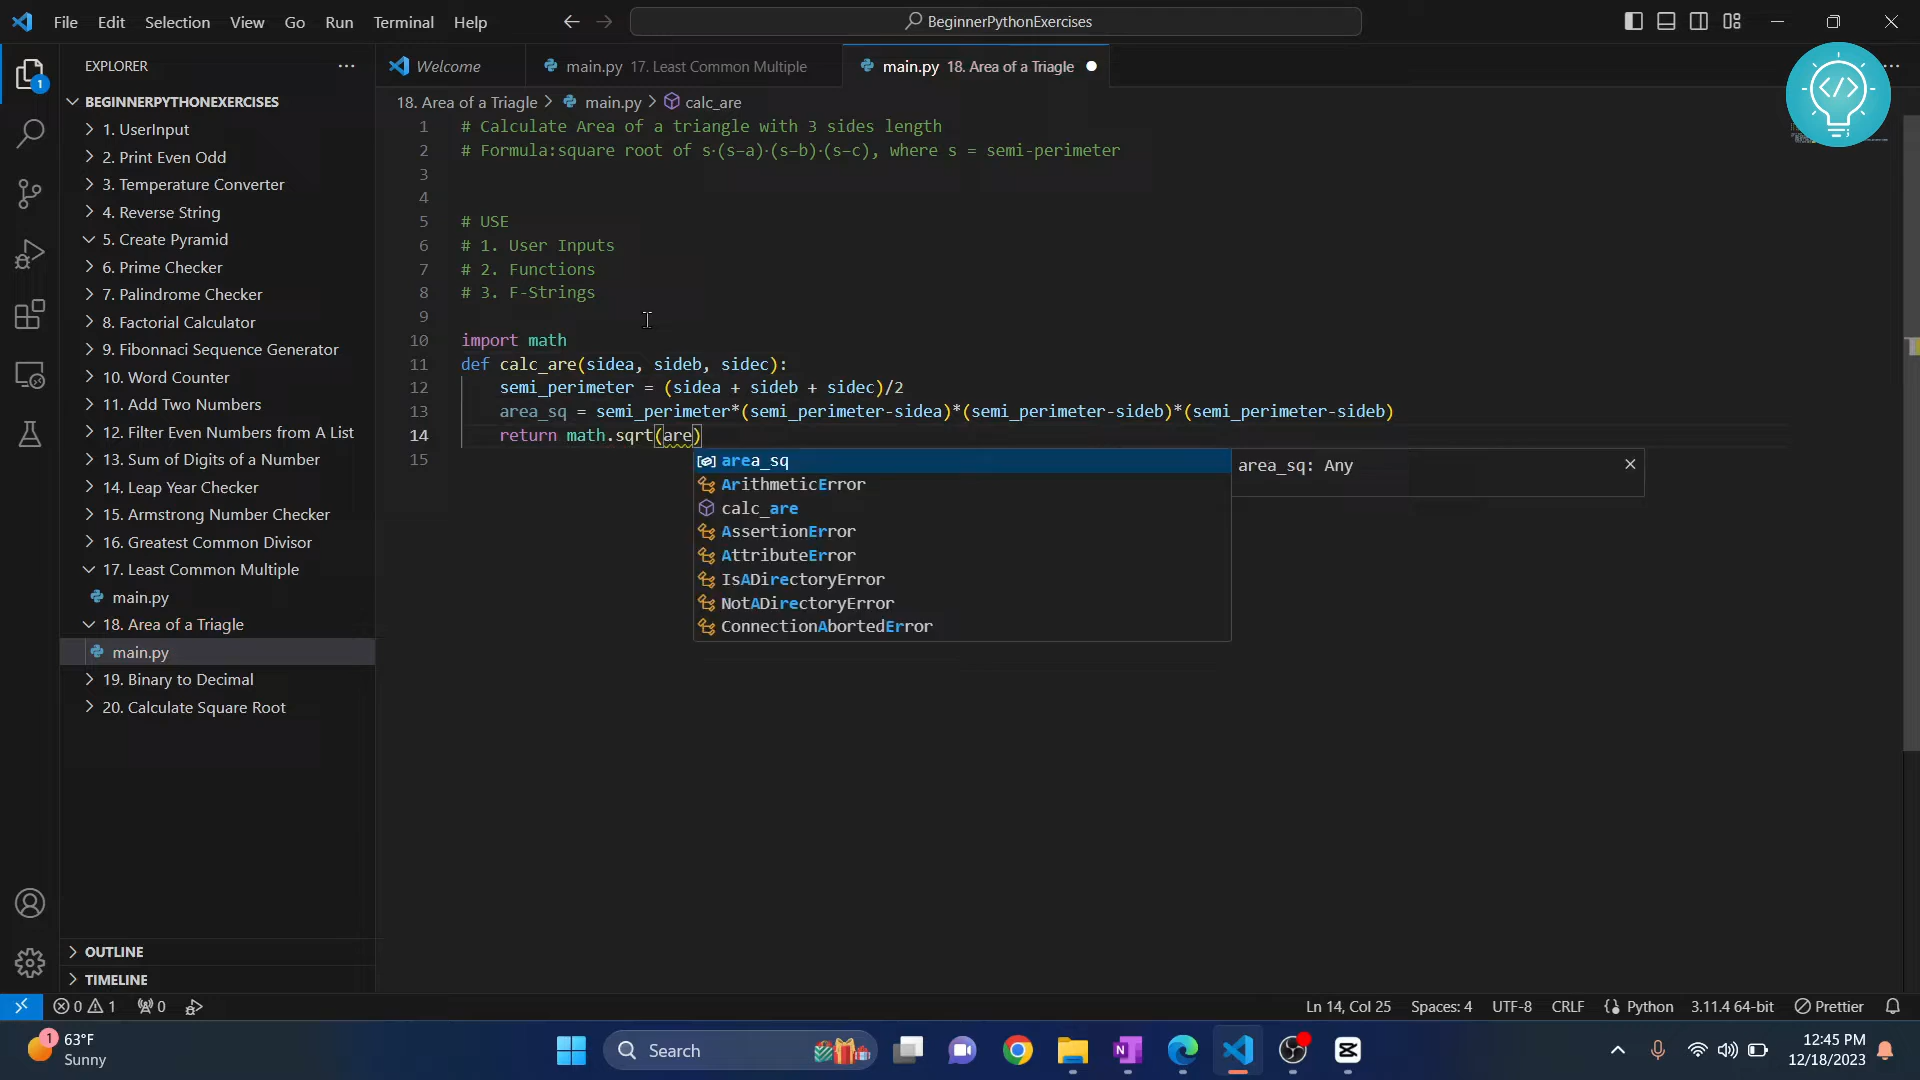 File Edit Selection View Go Run Terminal Help
BeginnerPythonExercises
EXPLORER
BEGINNERPYTHONEXERCISES
1. UserInput
2. Print Even Odd
3. Temperature Converter
4. Reverse String
5. Create Pyramid
6. Prime Checker
7. Palindrome Checker
8. Factorial Calculator
9. Fibonnaci Sequence Generator
10. Word Counter
11. Add Two Numbers
12. Filter Even Numbers from A List
13. Sum of Digits of a Number
14. Leap Year Checker
15. Armstrong Number Checker
16. Greatest Common Divisor
17. Least Common Multiple
main.py
18. Area of a Triagle
main.py
19. Binary to Decimal
20. Calculate Square Root
OUTLINE
TIMELINE
Welcome main.py 17. Least Common Multiple main.py 18. Area of a Triagle
18. Area of a Triagle > main.py > calc_are
1 # Calculate Area of a triangle with 3 sides length
2 # Formula:square root of s·(s−a)·(s−b)·(s−c), where s = semi-perimeter
3
4
5 # USE
6 # 1. User Inputs
7 # 2. Functions
8 # 3. F-Strings
9
10 import math
11 def calc_are(sidea, sideb, sidec):
12 semi_perimeter = (sidea + sideb + sidec)/2
13 area_sq = semi_perimeter*(semi_perimeter-sidea)*(semi_perimeter-sideb)*(semi_perimeter-sideb)
14 return math.sqrt(are)
15
area_sq
ArithmeticError
calc_are
AssertionError
AttributeError
IsADirectoryError
NotADirectoryError
ConnectionAbortedError
area_sq: Any
1
</>
0 1 0
Ln 14, Col 25 Spaces: 4 UTF-8 CRLF Python 3.11.4 64-bit Prettier
1
63°F
Sunny
Search
12:45 PM
12/18/2023